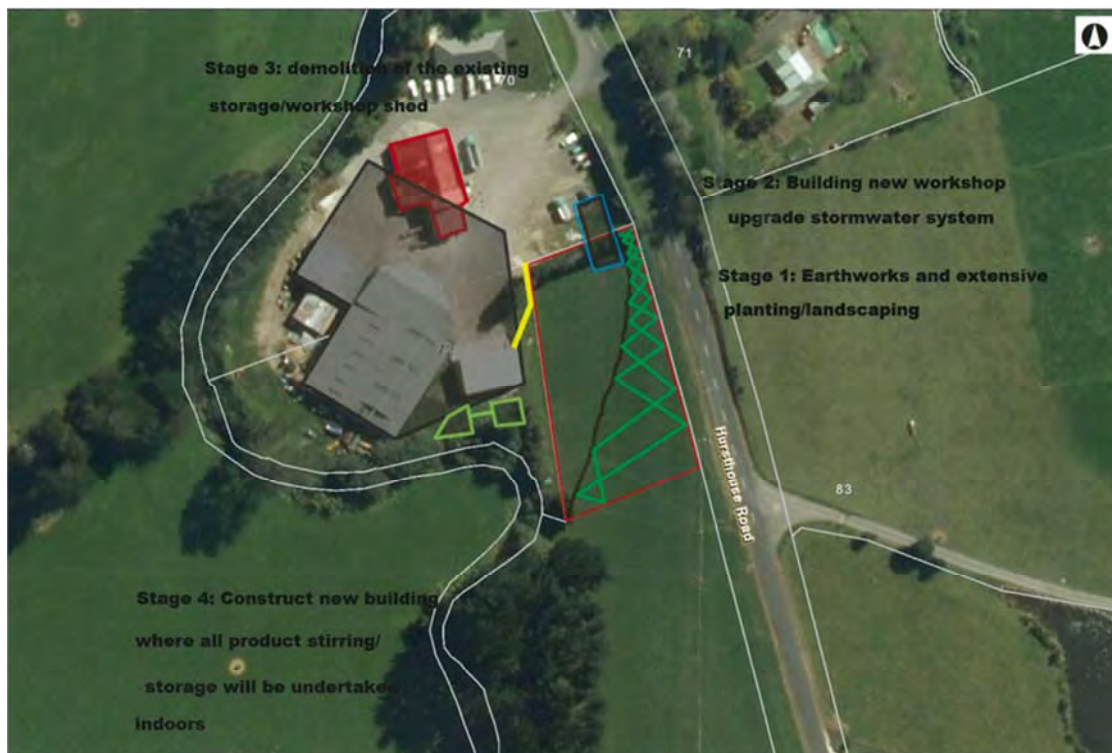 Stage 3: demolition of the existing
storage/workshop shed
70
71
Stage 2: Building new workshop
upgrade stormwater system
Stage 1: Earthworks and extensive
planting/landscaping
Hursthouse Road
83
Stage 4: Construct new building
where all product stirring/
storage will be undertaken
indoors